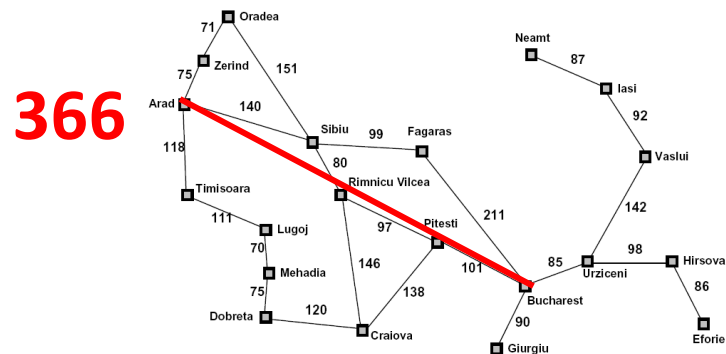 Oradea
71
Neamt
Zerind
87
151
75
Iasi
366
Arad
140
92
Sibiu
99
Fagaras
118
80
Vaslui
Rimnicu Vilcea
Timisoara
142
111
211
Lugoj
97
Pitesti
70
98
Hirsova
146
101
85
Mehadia
Urziceni
75
138
86
Bucharest
120
Dobreta
90
Craiova
Eforie
Giurgiu